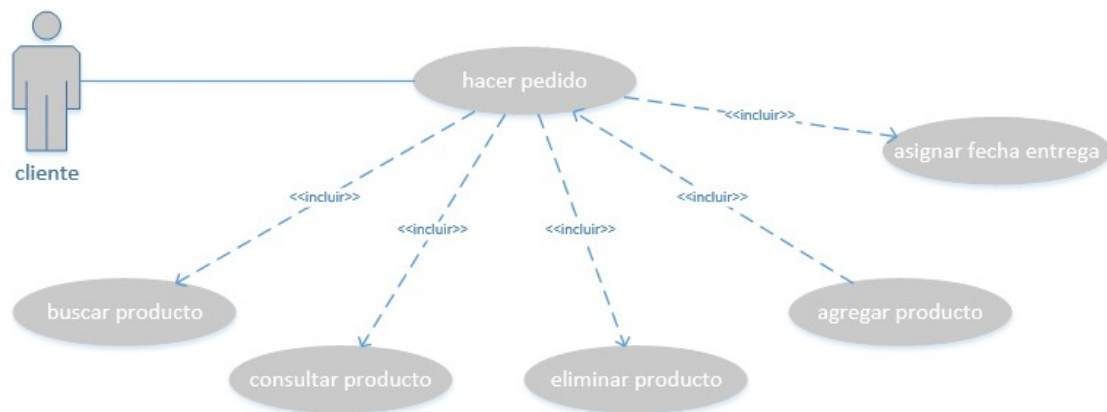 hacer pedido
<<incluir>>
asignar fecha entrega
cliente
<<incluir>>
<<incluir>>
<<incluir>>
<<incluir>>
buscar producto
agregar producto
consultar producto
eliminar producto